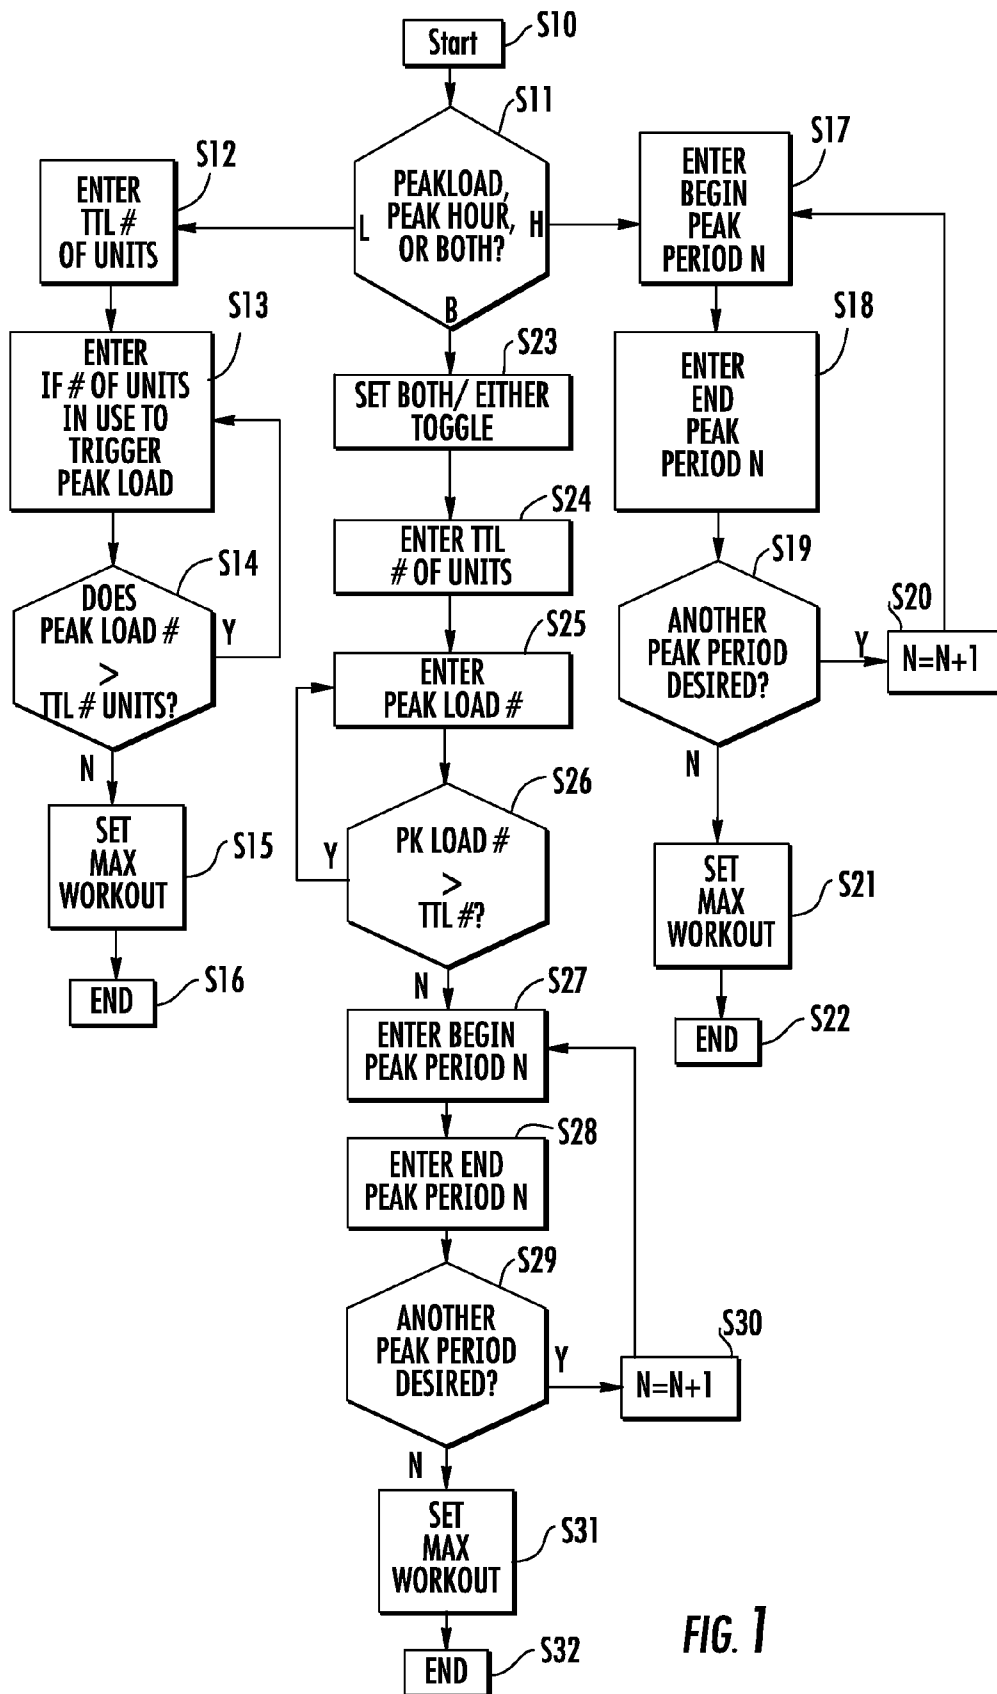 Start
S10
S11
PEAKLOAD,
PEAK HOUR,
OR BOTH?
L
H
B
S12
ENTER
TTL #
OF UNITS
S13
ENTER
IF # OF UNITS
IN USE TO
TRIGGER
PEAK LOAD
S14
DOES
PEAK LOAD #
>
TTL # UNITS?
Y
N
SET
MAX
WORKOUT
S15
END
S16
S23
SET BOTH/ EITHER
TOGGLE
S24
ENTER TTL
# OF UNITS
S25
ENTER
PEAK LOAD #
S26
PK LOAD #
>
TTL #?
Y
N
S27
ENTER BEGIN
PEAK PERIOD N
S28
ENTER END
PEAK PERIOD N
S29
ANOTHER
PEAK PERIOD
DESIRED?
Y
S30
N=N+1
N
SET
MAX
WORKOUT
S31
END
S32
S17
ENTER
BEGIN
PEAK
PERIOD N
S18
ENTER
END
PEAK
PERIOD N
S19
ANOTHER
PEAK PERIOD
DESIRED?
Y
S20
N=N+1
N
SET
MAX
WORKOUT
S21
END
S22
FIG. 1